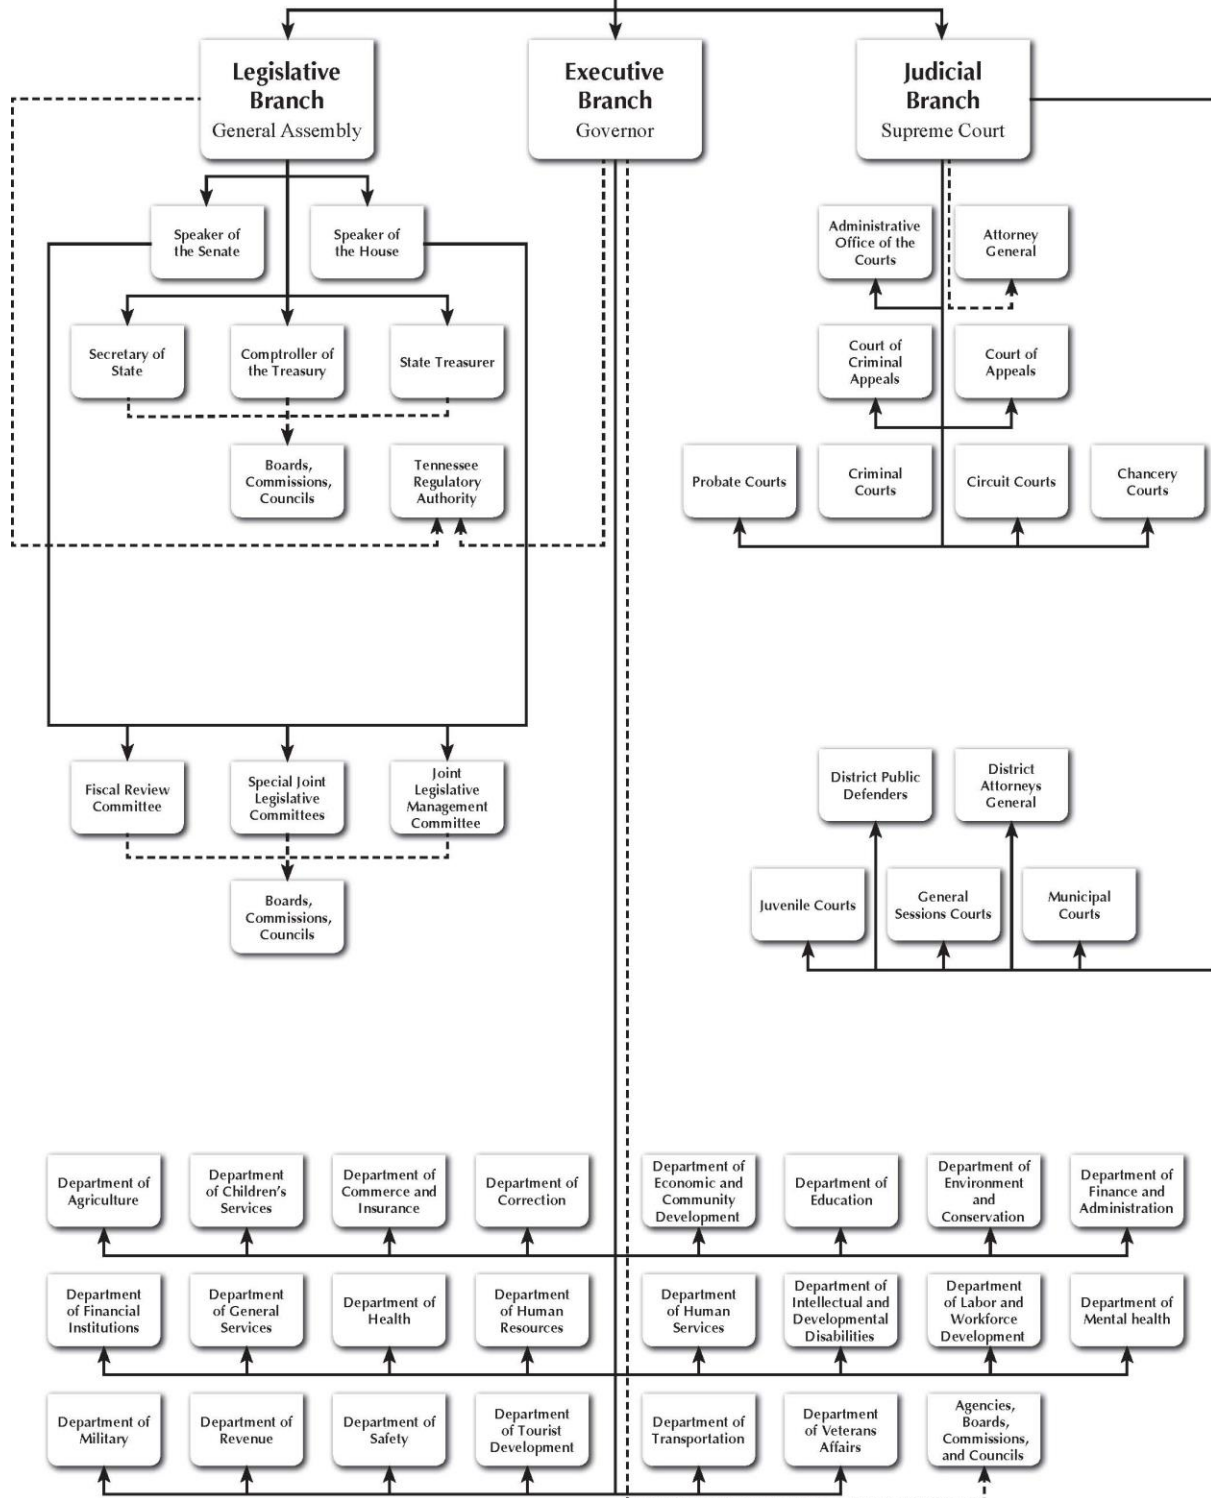 Legislative
Branch
General Assembly
Executive
Branch
Governor
Judicial
Branch
Supreme Court
Speaker of
the Senate
Speaker of
the House
Administrative
Office of the
Courts
Attorney
General
Secretary of
State
Comptroller of
the Treasury
State Treasurer
Court of
Criminal
Appeals
Court of
Appeals
Boards,
Commissions,
Councils
Tennessee
Regulatory
Authority
Probate Courts
Criminal
Courts
Circuit Courts
Chancery
Courts
Fiscal Review
Committee
Special Joint
Legislative
Committees
Joint
Legislative
Management
Committee
District Public
Defenders
District
Attorneys
General
Boards,
Commissions,
Councils
Juvenile Courts
General
Sessions Courts
Municipal
Courts
Department of
Agriculture
Department
of Children's
Services
Department of
Commerce and
Insurance
Department of
Correction
Department of
Economic and
Community
Development
Department of
Education
Department of
Environment
and
Conservation
Department of
Finance and
Administration
Department
of Financial
Institutions
Department
of General
Services
Department of
Health
Department
of Human
Resources
Department
of Human
Services
Department of
Intellectual and
Developmental
Disabilities
Department
of Labor and
Workforce
Development
Department of
Mental health
Department of
Military
Department of
Revenue
Department of
Safety
Department
of Tourist
Development
Department of
Transportation
Department
of Veterans
Affairs
Agencies,
Boards,
Commissions,
and Councils